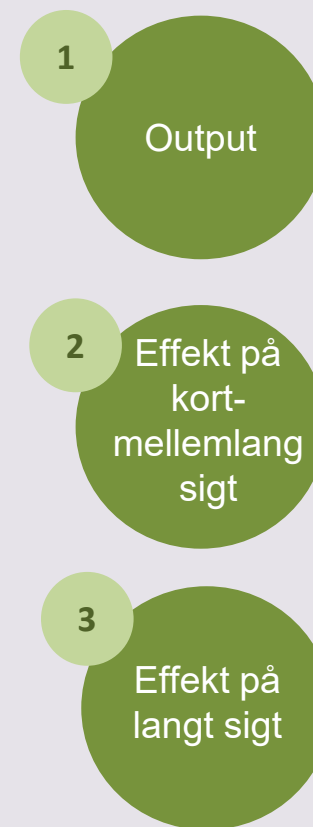 1
Output
2
Effekt på
kort-
mellemlang
sigt
3
Effekt på
langt sigt